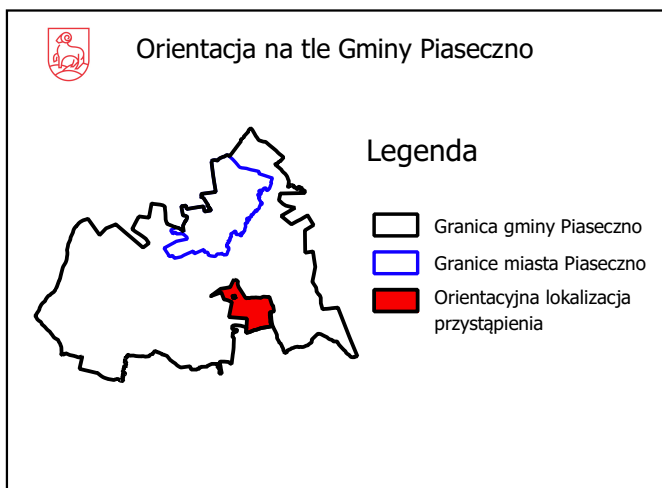 Orientacja na tle Gminy Piaseczno
Legenda
Granica gminy Piaseczno
Granice miasta Piaseczno
Orientacyjna lokalizacja
przystąpienia